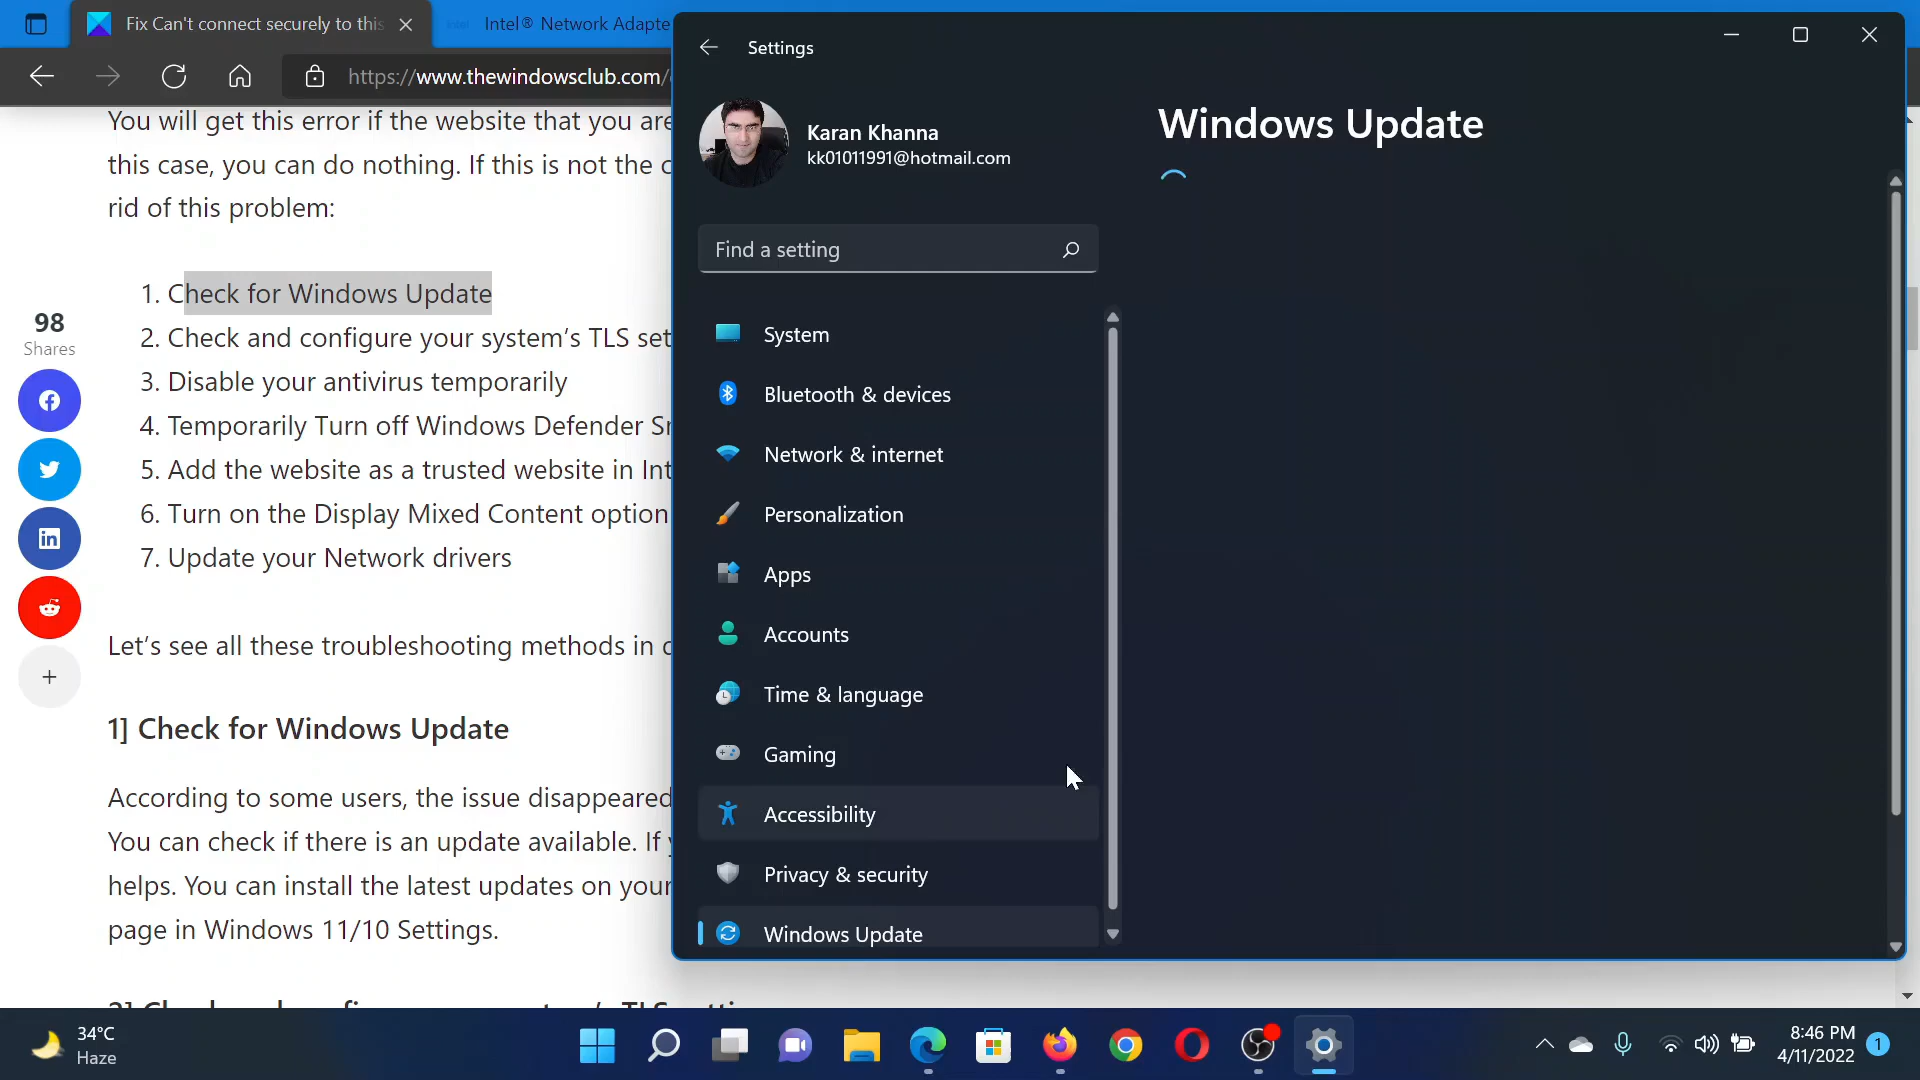 Fix Can't connect securely to this
Intel® Network Adapte
https://www.thewindowsclub.com/
You will get this error if the website that you are
this case, you can do nothing. If this is not the c
rid of this problem:
1. Check for Windows Update
2. Check and configure your system's TLS set
3. Disable your antivirus temporarily
4. Temporarily Turn off Windows Defender Sr
5. Add the website as a trusted website in Int
6. Turn on the Display Mixed Content option
7. Update your Network drivers
98
Shares
Let's see all these troubleshooting methods in
1] Check for Windows Update
According to some users, the issue disappeared
You can check if there is an update available. If
helps. You can install the latest updates on your
page in Windows 11/10 Settings.
Settings
Karan Khanna
kk01011991@hotmail.com
Find a setting
System
Bluetooth & devices
Network & internet
Personalization
Apps
Accounts
Time & language
Gaming
Accessibility
Privacy & security
Windows Update
Windows Update
34°C
Haze
8:46 PM
4/11/2022
1